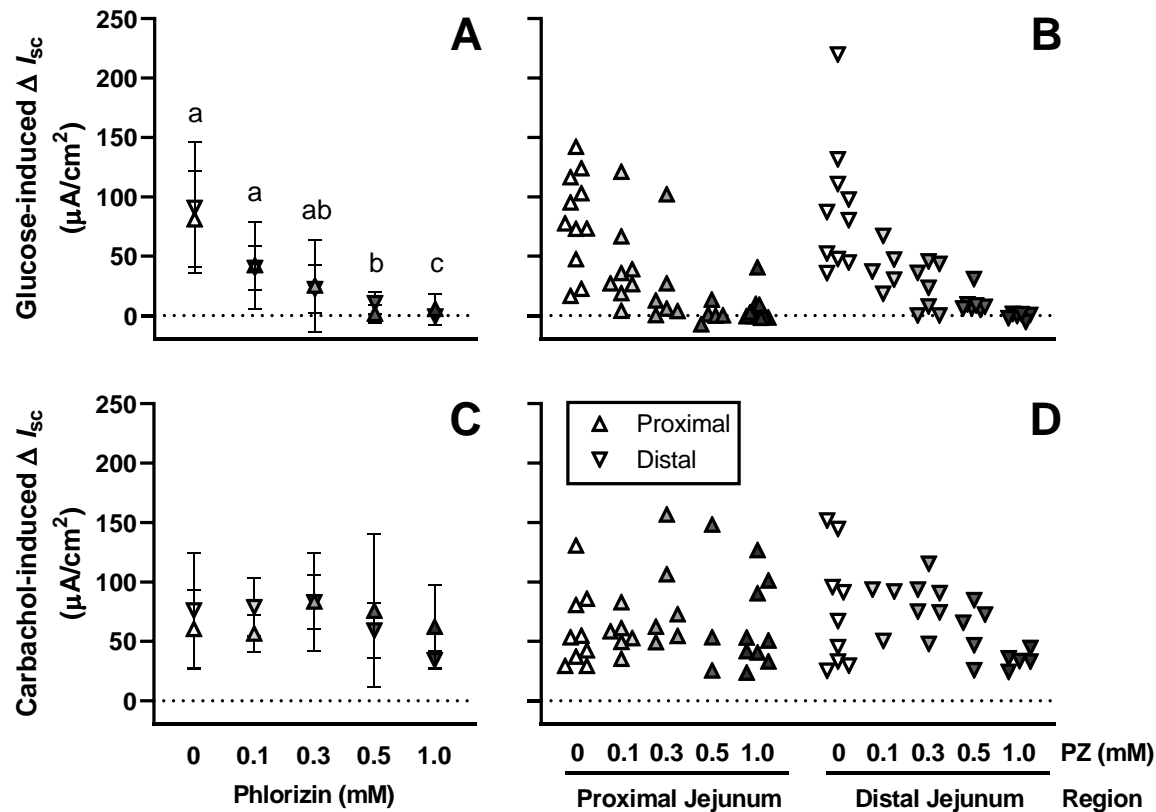 A
B
Glucose-induced Δ Isc
(µA/cm²)
250
200
150
100
50
0
a
a
ab
b
c
C
D
Carbachol-induced Δ Isc
(µA/cm²)
250
200
150
100
50
0
Proximal
Distal
0 0.1 0.3 0.5 1.0
Phlorizin (mM)
0 0.1 0.3 0.5 1.0 0 0.1 0.3 0.5 1.0 PZ (mM)
Proximal Jejunum Distal Jejunum Region